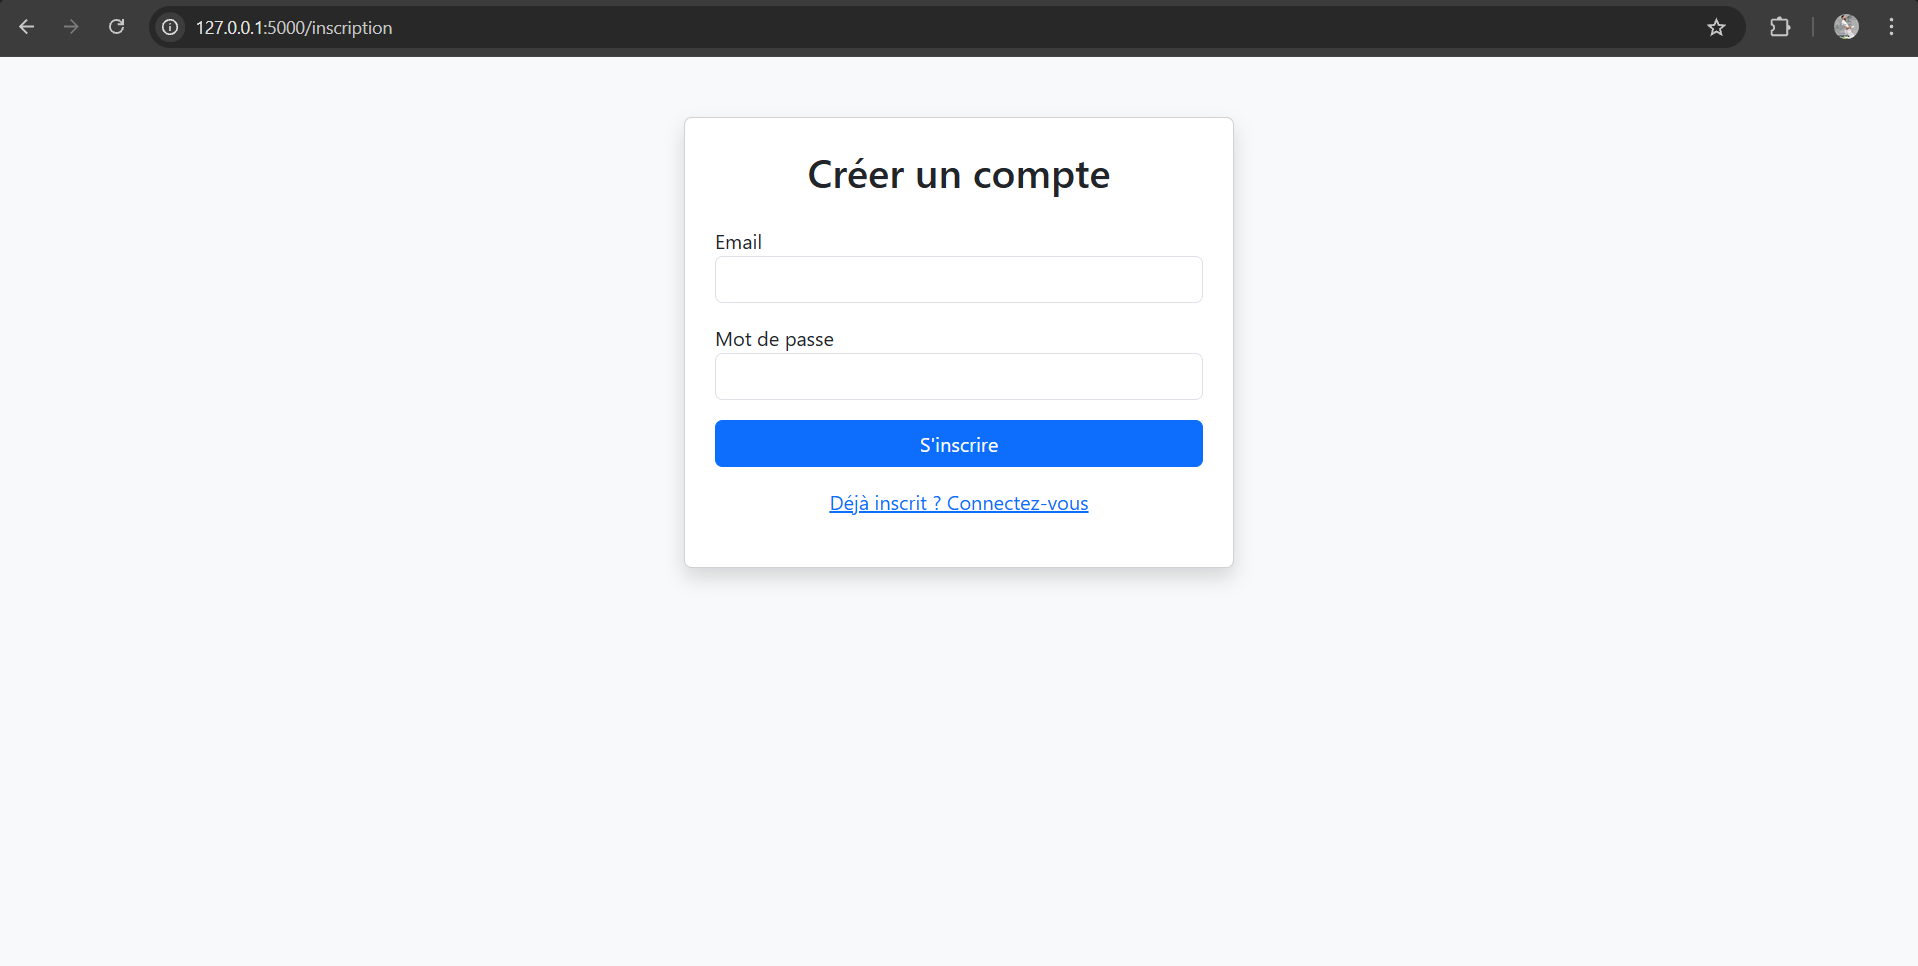 127.0.0.1:5000/inscription
Créer un compte
Email
Mot de passe
S'inscrire
Déjà inscrit ? Connectez-vous